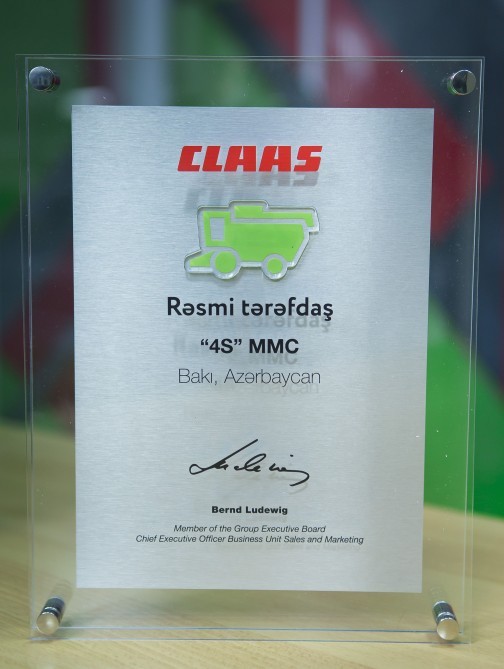 CLAAS
Rəsmi tərəfdaş
“4S” MMC
Bakı, Azərbaycan
Bernd Ludewig
Member of the Group Executive Board
Chief Executive Officer Business Unit Sales and Marketing